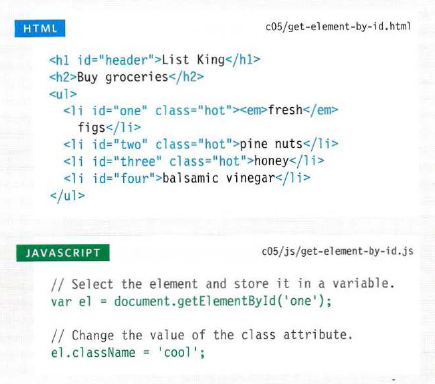 HTML
c05/get-element-by-id.html
<h1 id="header">List King</h1>
<h2>Buy groceries</h2>
<ul>
<li id="one" class="hot"><em>fresh</em>
figs</li>
<li id="two" class="hot">pine nuts</li>
<li id="three" class="hot">honey</li>
<li id="four">balsamic vinegar</li>
</ul>
JAVASCRIPT
c05/js/get-element-by-id.js
// Select the element and store it in a variable.
var el = document.getElementById('one');
// Change the value of the class attribute.
el.className = 'cool';